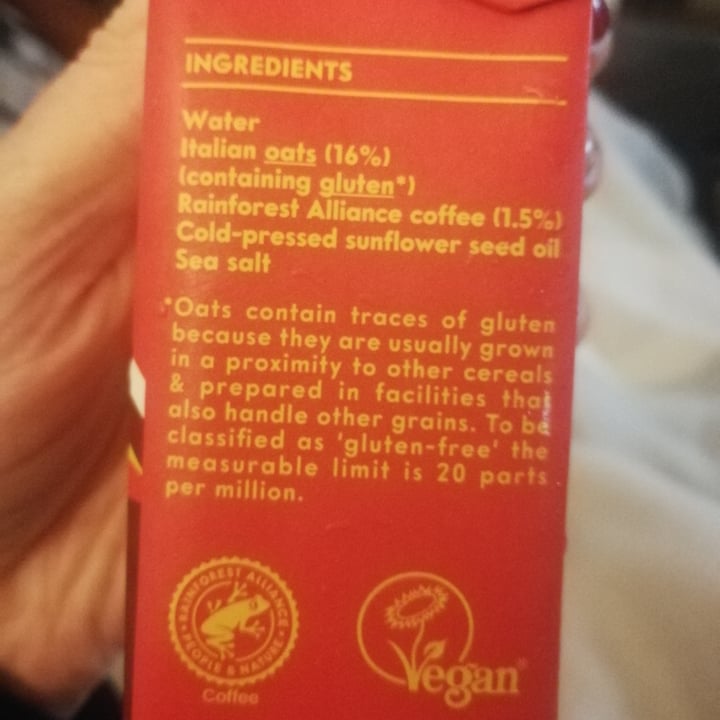 INGREDIENTS
Water
Italian oats (16%)
(containing gluten*)
Rainforest Alliance coffee (1.5%)
Cold-pressed sunflower seed oil
Sea salt
*Oats contain traces of gluten
because they are usually grown
in a proximity to other cereals
& prepared in facilities that
also handle other grains. To be
classified as 'gluten-free' the
measurable limit is 20 parts
per million.
RAINFOREST ALLIANCE
PEOPLE & NATURE
Coffee
Vegan